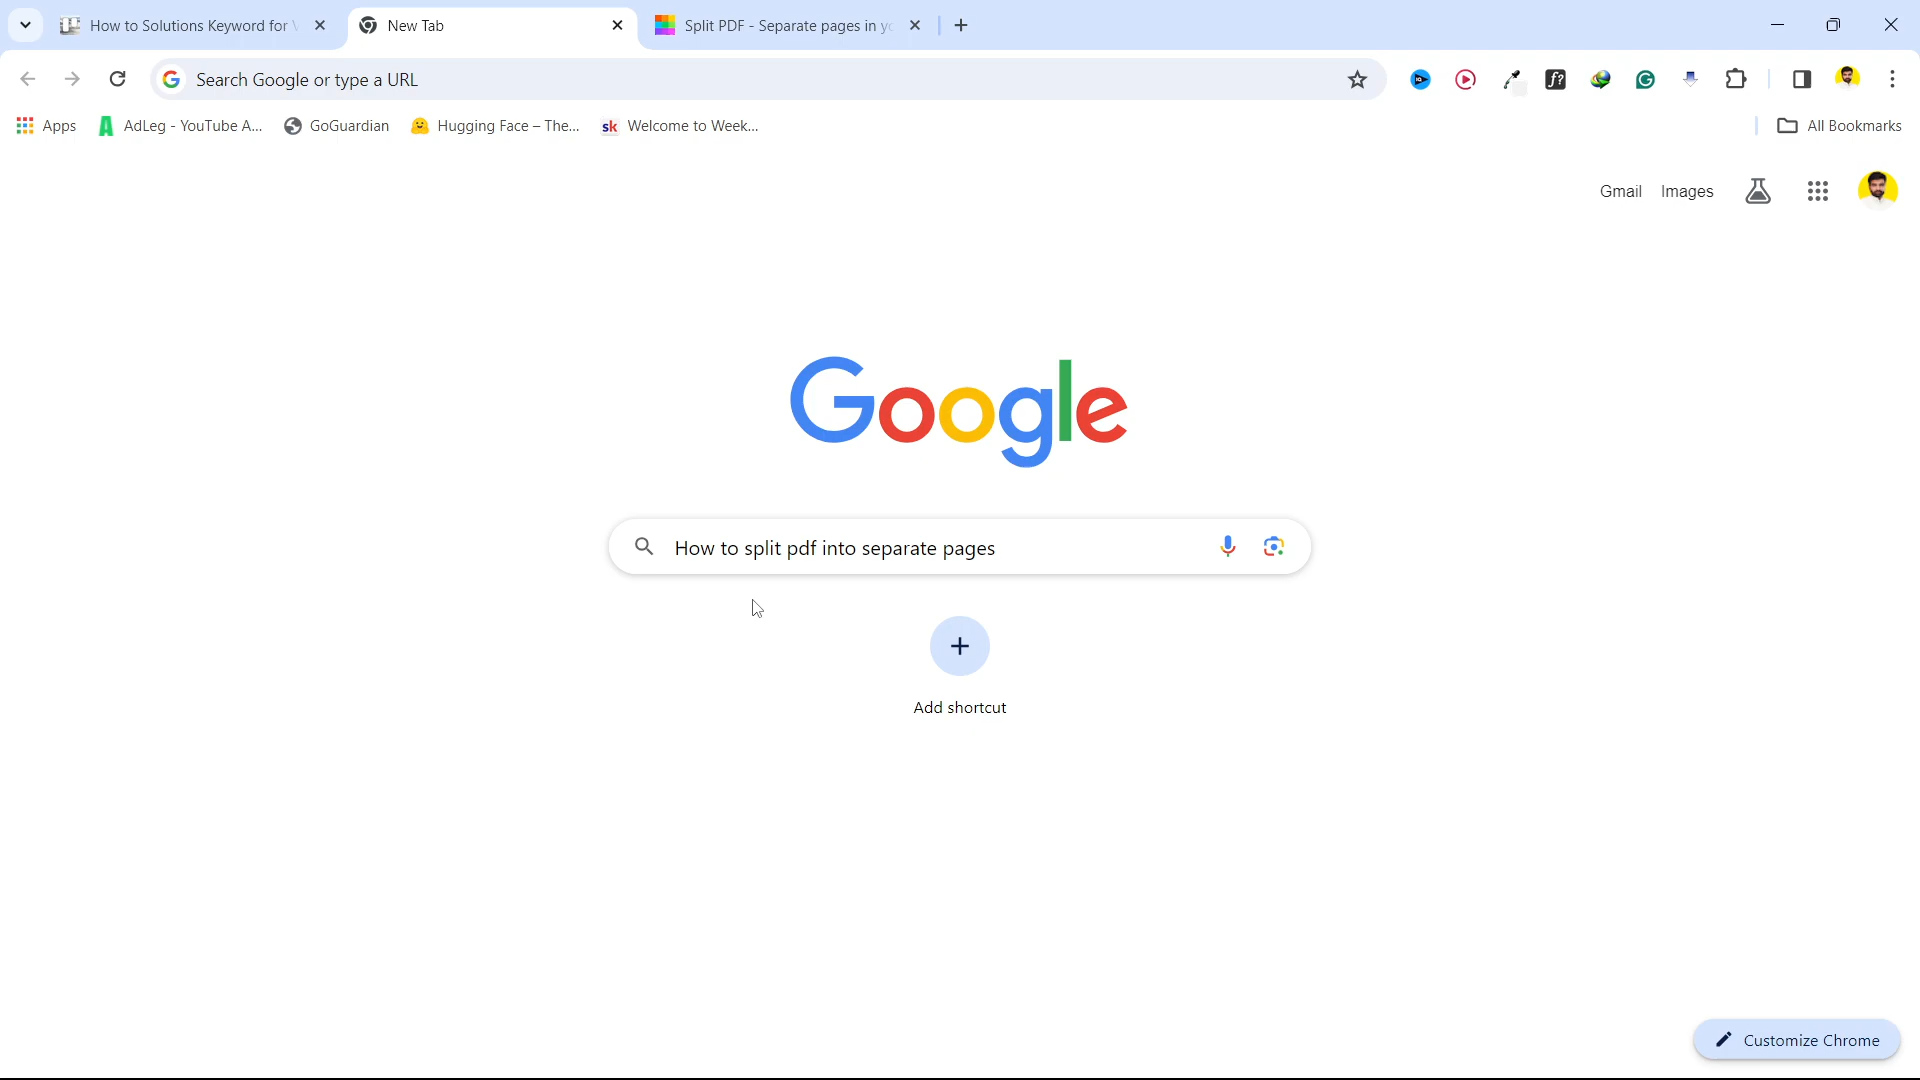 How to Solutions Keyword for
New Tab
Split PDF - Separate pages in yo
Search Google or type a URL
Apps
AdLeg - YouTube A...
GoGuardian
Hugging Face – The...
sk Welcome to Week...
All Bookmarks
Gmail
Images
Google
How to split pdf into separate pages
Add shortcut
Customize Chrome